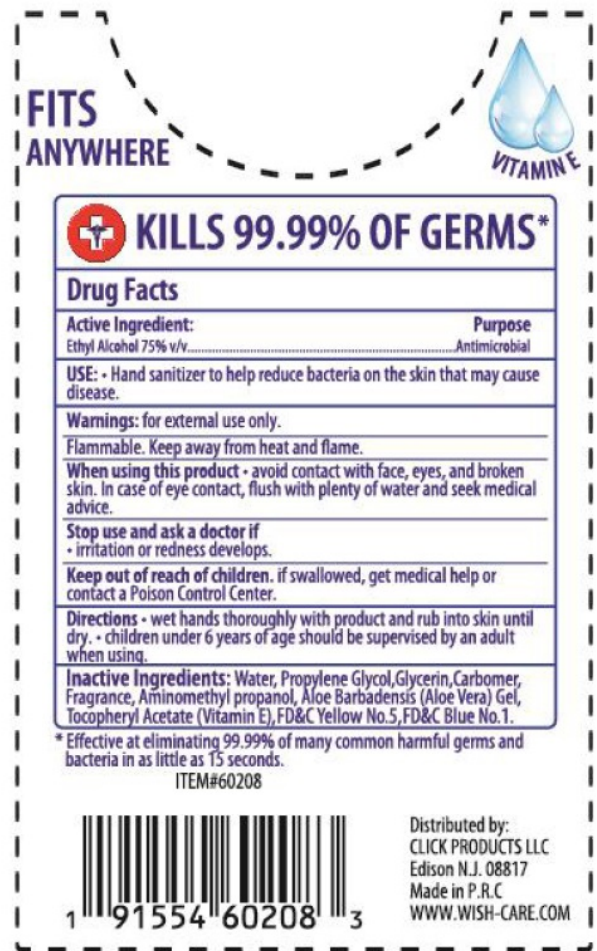 FITS
ANYWHERE
VITAMIN E
KILLS 99.99% OF GERMS*
Drug Facts
Active Ingredient: Purpose
Ethyl Alcohol 75% v/v...Antimicrobial
USE: • Hand sanitizer to help reduce bacteria on the skin that may cause
disease.
Warnings: for external use only.
Flammable. Keep away from heat and flame.
When using this product • avoid contact with face, eyes, and broken
skin. In case of eye contact, flush with plenty of water and seek medical
advice.
Stop use and ask a doctor if
• irritation or redness develops.
Keep out of reach of children. if swallowed, get medical help or
contact a Poison Control Center.
Directions • wet hands thoroughly with product and rub into skin until
dry. • children under 6 years of age should be supervised by an adult
when using.
Inactive Ingredients: Water, Propylene Glycol,Glycerin,Carbomer,
Fragrance, Aminomethyl propanol, Aloe Barbadensis (Aloe Vera) Gel,
Tocopheryl Acetate (Vitamin E),FD&C Yellow No.5,FD&C Blue No.1.
* Effective at eliminating 99.99% of many common harmful germs and
bacteria in as little as 15 seconds.
ITEM#60208
1 91554 60208 3
Distributed by:
CLICK PRODUCTS LLC
Edison N.J. 08817
Made in P.R.C
WWW.WISH-CARE.COM